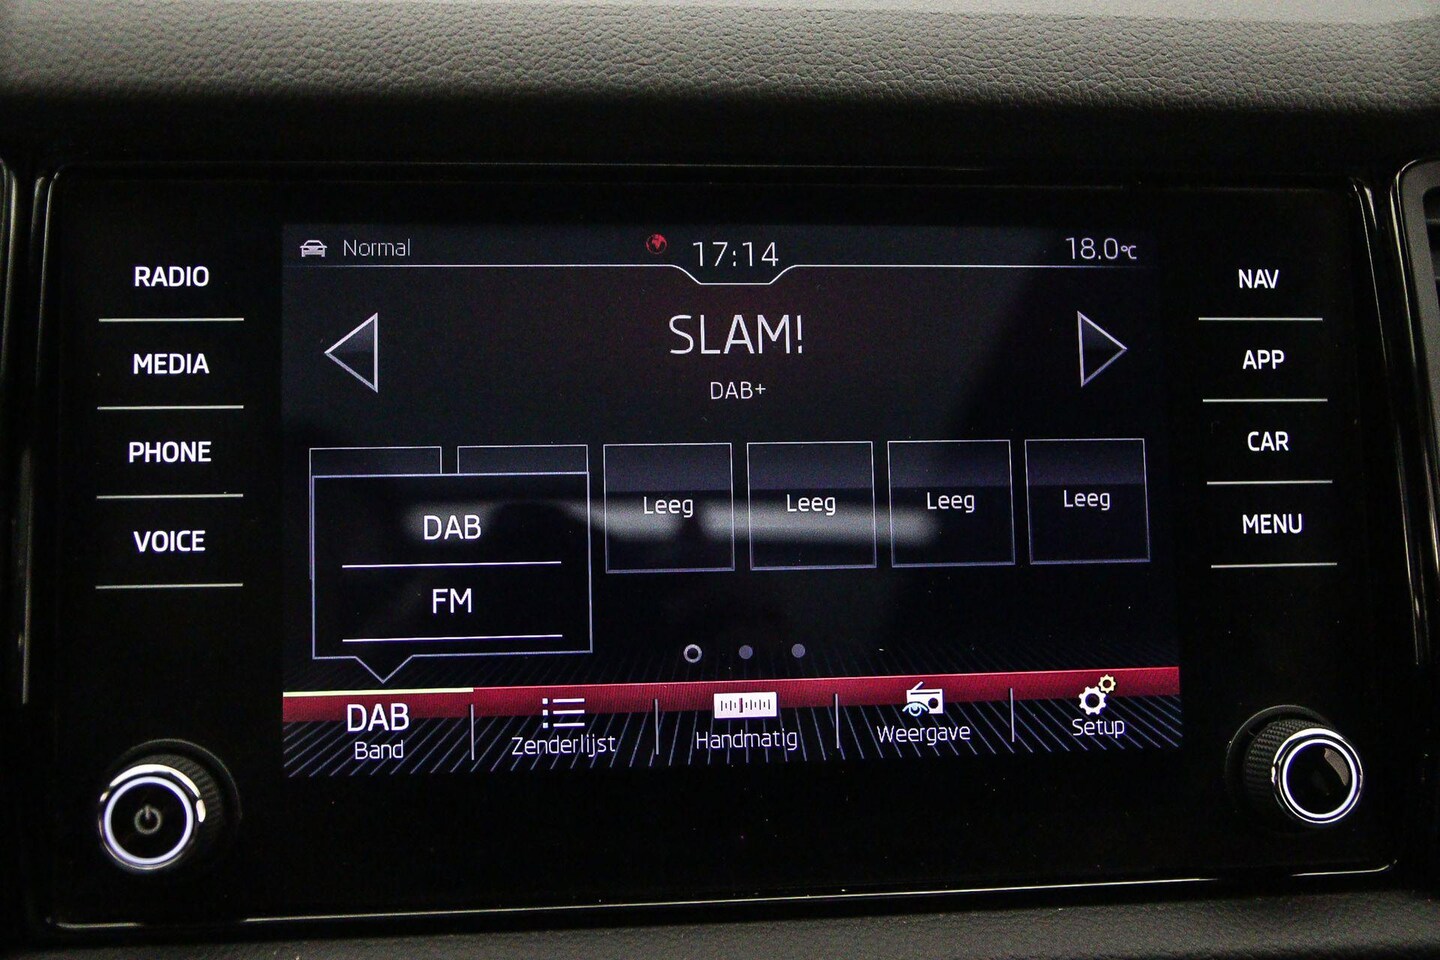 RADIO
MEDIA
PHONE
VOICE
Normal
17:14
18.0°C
SLAM!
DAB+
DAB
FM
Leeg
Leeg
Leeg
Leeg
DAB
Band
Zenderlijst
Handmatig
Weergave
Setup
NAV
APP
CAR
MENU